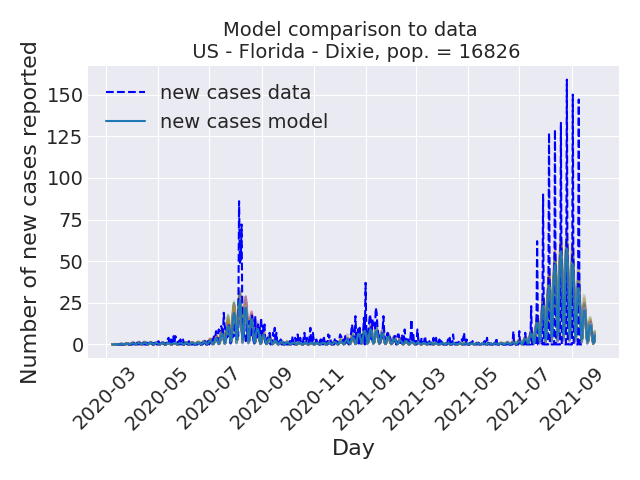 Model comparison to data
US - Florida - Dixie, pop. = 16826
Number of new cases reported
150
125
100
75
50
25
0
new cases data
new cases model
2020-03
2020-05
2020-07
2020-09
2020-11
2021-01
2021-03
2021-05
2021-07
2021-09
Day